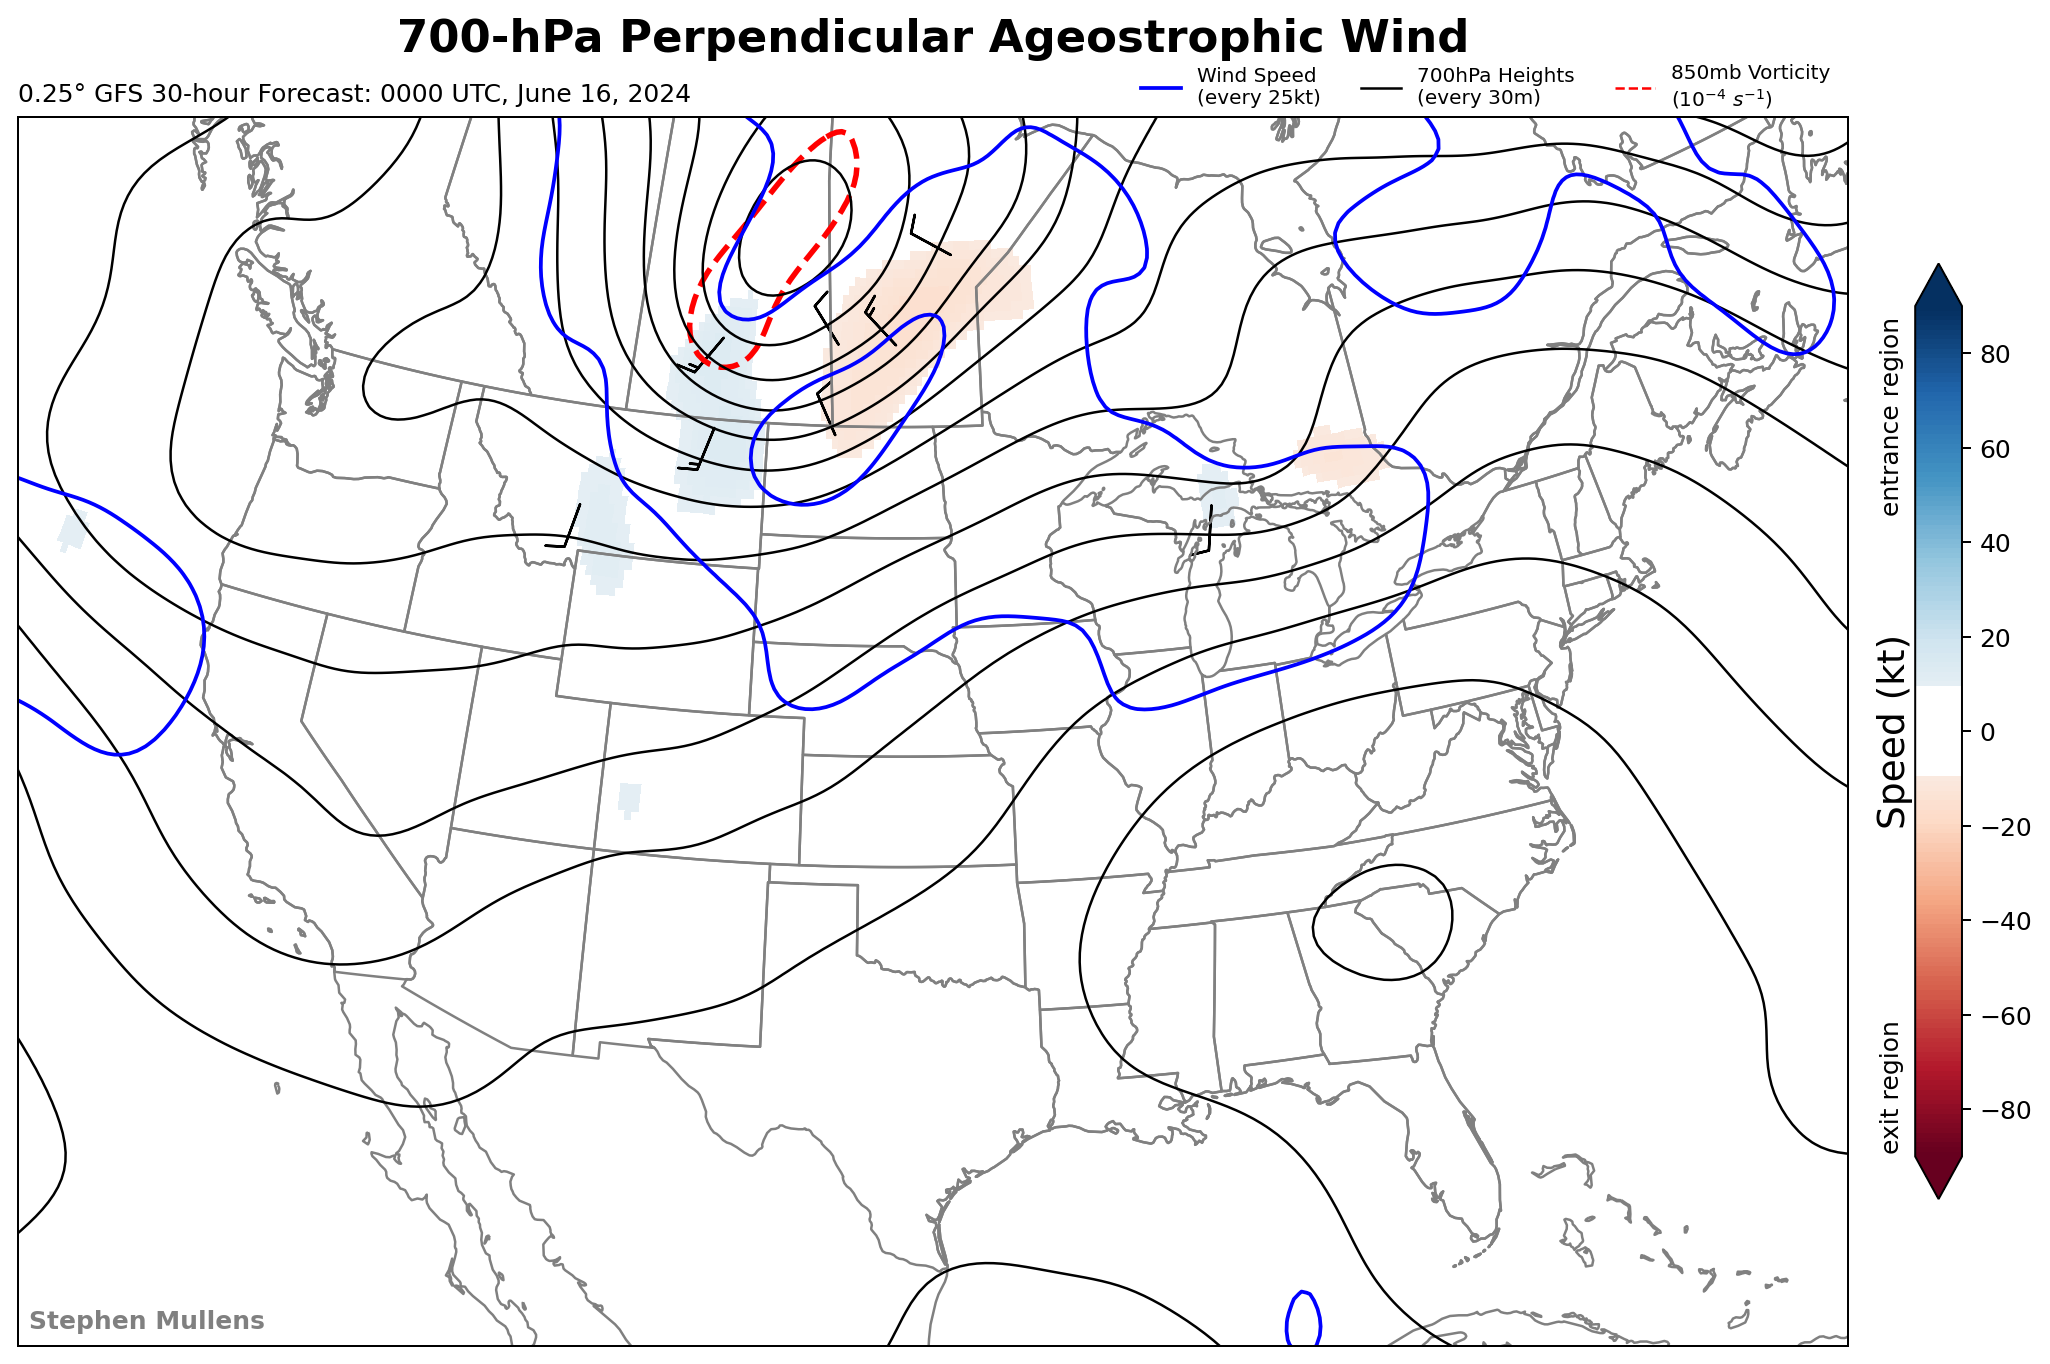 700-hPa Perpendicular Ageostrophic Wind
0.25° GFS 30-hour Forecast: 0000 UTC, June 16, 2024
Wind Speed
(every 25kt)
700hPa Heights
(every 30m)
850mb Vorticity
(10⁻⁴ s⁻¹)
entrance region
Speed (kt)
exit region
80
60
40
20
0
−20
−40
−60
−80
Stephen Mullens